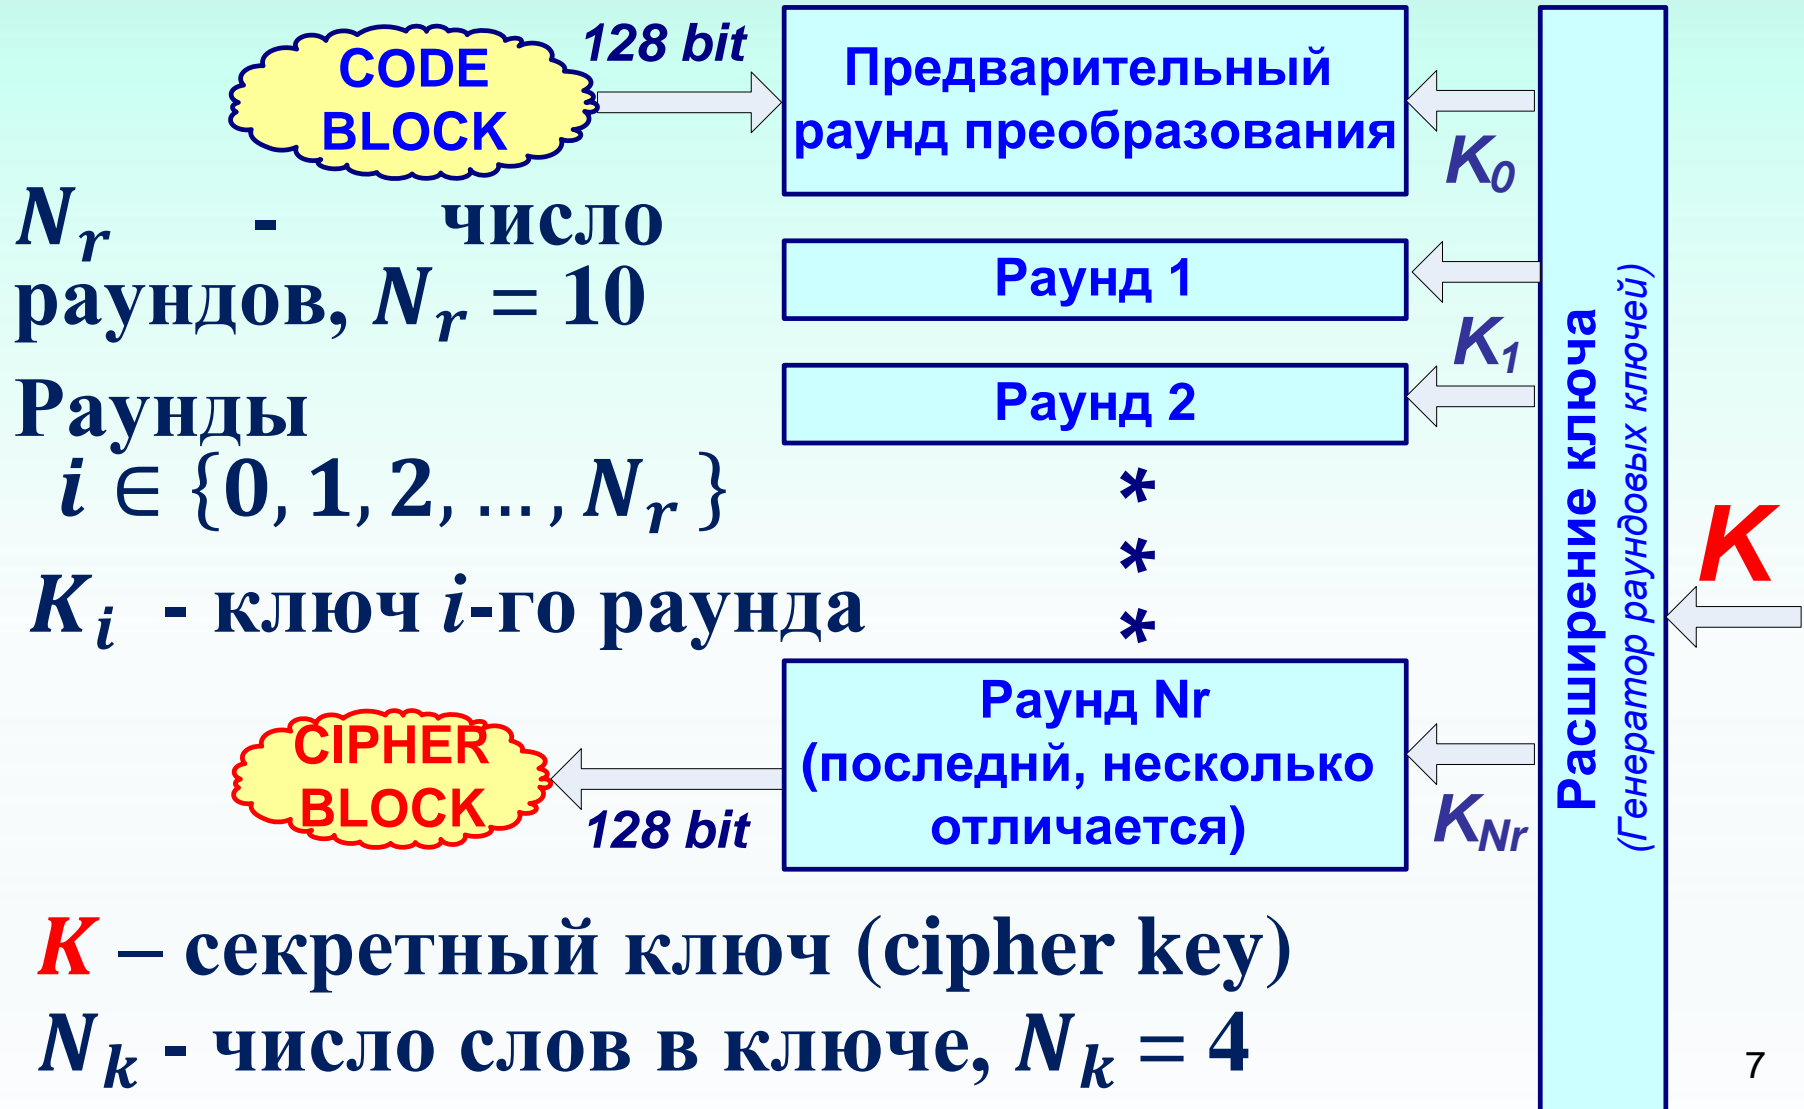 CODE
BLOCK
128 bit
Предварительный
раунд преобразования
K₀
Nᵣ - число
раундов, Nᵣ = 10
Раунд 1
K₁
Раунды
Раунд 2
i ∈ {0, 1, 2, … , Nᵣ }
*
*
*
Kᵢ - ключ i-го раунда
Расширение ключа
(Генератор раундовых ключей)
K
CIPHER
BLOCK
128 bit
Раунд Nr
(последнй, несколько
отличается)
K_Nr
K – секретный ключ (cipher key)
Nₖ - число слов в ключе, Nₖ = 4
7